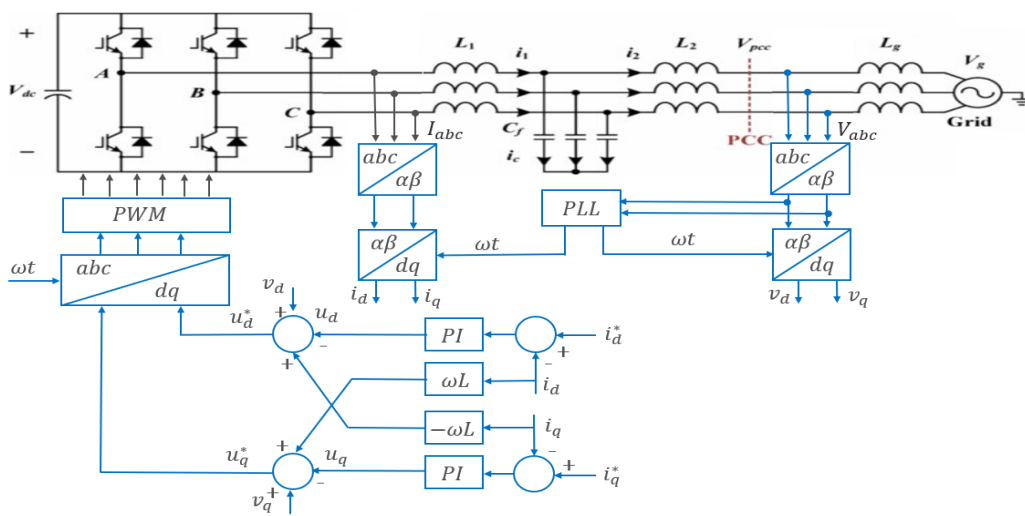 +
L₁ i₁ i₂ L₂ V_pcc L_g V_g
A
V_dc B
C C_f I_abc PCC V_abc Grid
−
i_c
abc
αβ
abc
αβ
PWM
PLL
αβ
dq
ωt
ωt
αβ
dq
ωt
abc
dq
i_d i_q
v_d v_q
v_d
u_d^* + u_d PI i_d^*
− +
+ −
ωL i_d
−ωL i_q
+ −
u_q^* u_q PI + i_q^*
−
v_q +